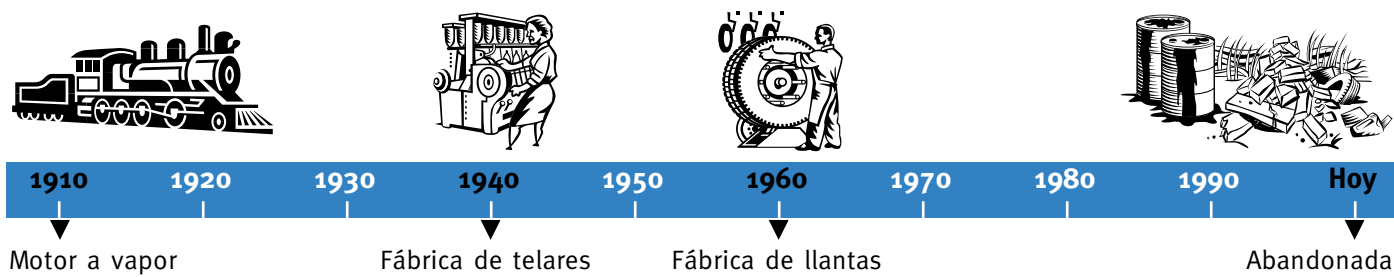 1910 1920 1930 1940 1950 1960 1970 1980 1990 Hoy
Motor a vapor Fábrica de telares Fábrica de llantas Abandonada